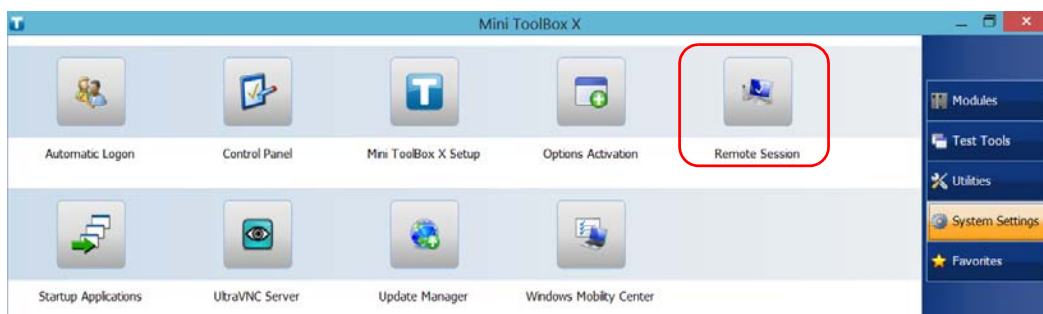 Mini ToolBox X
Automatic Logon
Control Panel
Mini ToolBox X Setup
Options Activation
Remote Session
Startup Applications
UltraVNC Server
Update Manager
Windows Mobility Center
Modules
Test Tools
Utilities
System Settings
Favorites